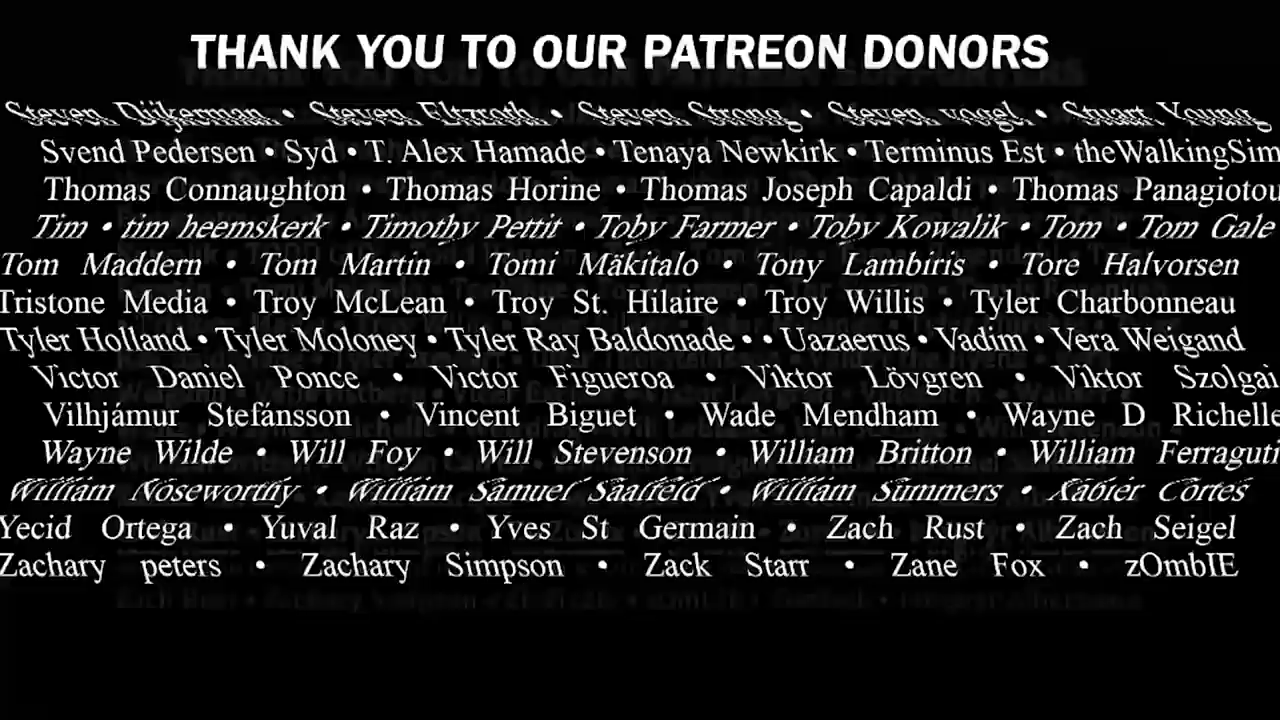 THANK YOU TO OUR PATREON DONORS
Steven Dijkerman • Steven Eltzroth • Steven Strong • Steven vogel • Stuart Young
Svend Pedersen • Syd • T. Alex Hamade • Tenaya Newkirk • Terminus Est • theWalkingSim
Thomas Connaughton • Thomas Horine • Thomas Joseph Capaldi • Thomas Panagiotou
Tim • tim heemskerk • Timothy Pettit • Toby Farmer • Toby Kowalik • Tom • Tom Gale
Tom Maddern • Tom Martin • Tomi Mäkitalo • Tony Lambiris • Tore Halvorsen
Tristone Media • Troy McLean • Troy St. Hilaire • Troy Willis • Tyler Charbonneau
Tyler Holland • Tyler Moloney • Tyler Ray Baldonade • • Uazaerus • Vadim • Vera Weigand
Victor Daniel Ponce • Victor Figueroa • Viktor Lövgren • Viktor Szolgai
Vilhjámur Stefánsson • Vincent Biguet • Wade Mendham • Wayne D Richelle
Wayne Wilde • Will Foy • Will Stevenson • William Britton • William Ferraguti
William Noseworthy • William Samuel Saalfeld • William Summers • Xabier Cortes
Yecid Ortega • Yuval Raz • Yves St Germain • Zach Rust • Zach Seigel
Zachary peters • Zachary Simpson • Zack Starr • Zane Fox • zOmbIE